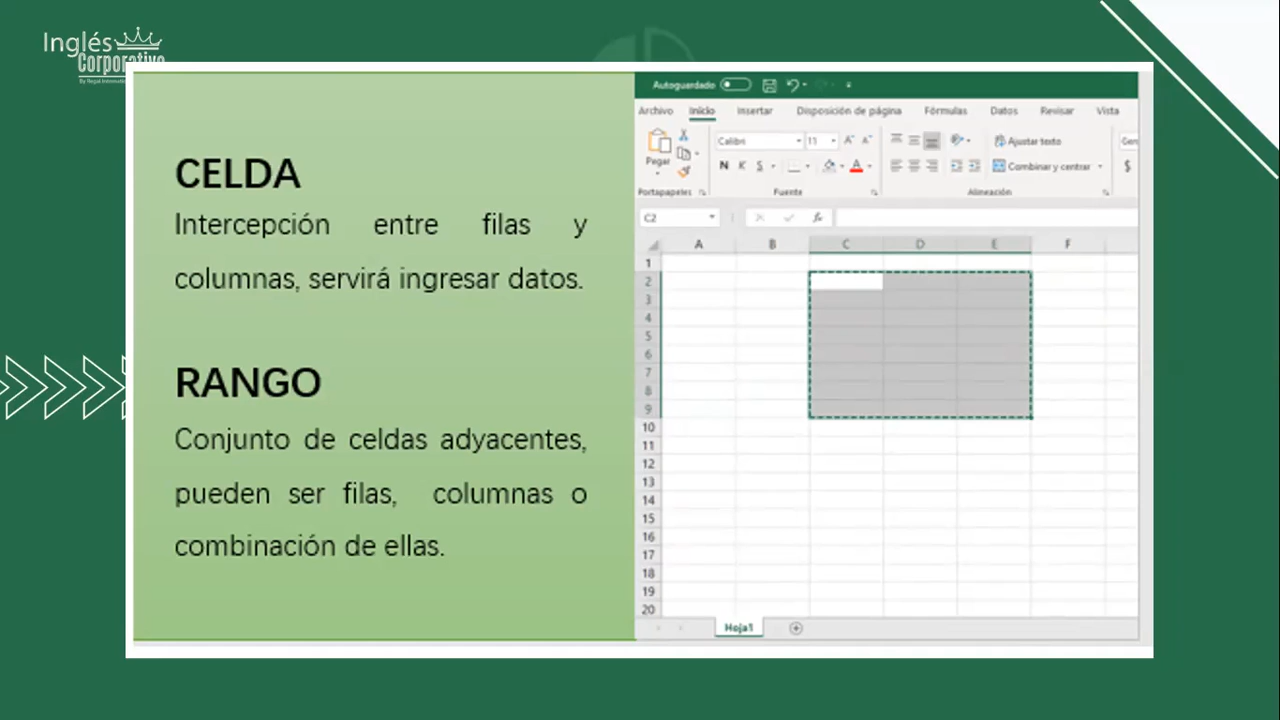 Inglés
Corporativo
CELDA
Intercepción entre filas y
columnas, servirá ingresar datos.
RANGO
Conjunto de celdas adyacentes,
pueden ser filas, columnas o
combinación de ellas.
Autoguardado
Archivo Inicio Insertar Disposición de página Fórmulas Datos Revisar Vista
Pegar
Calibri 11
N K S
A
Ajustar texto
Combinar y centrar
Gen
$
Portapapeles Fuente Alineación
C2
fx
A B C D E F
1
2
3
4
5
6
7
8
9
10
11
12
13
14
15
16
17
18
19
20
Hoja1